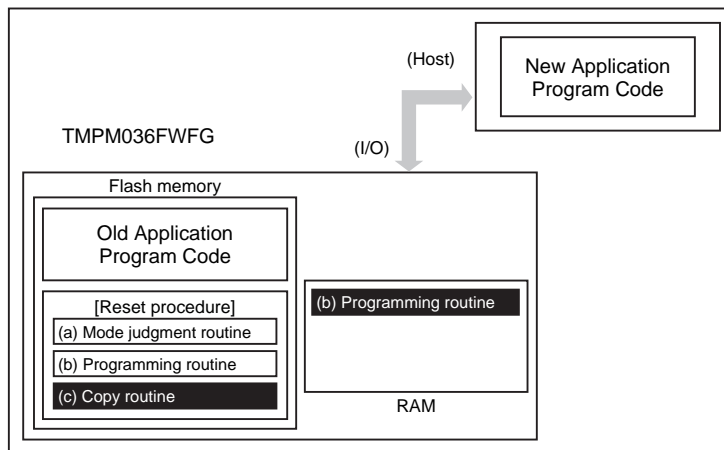 (Host)
New Application
Program Code
TMPM036FWFG
(I/O)
Flash memory
Old Application
Program Code
[Reset procedure]
(a) Mode judgment routine
(b) Programming routine
(c) Copy routine
(b) Programming routine
RAM